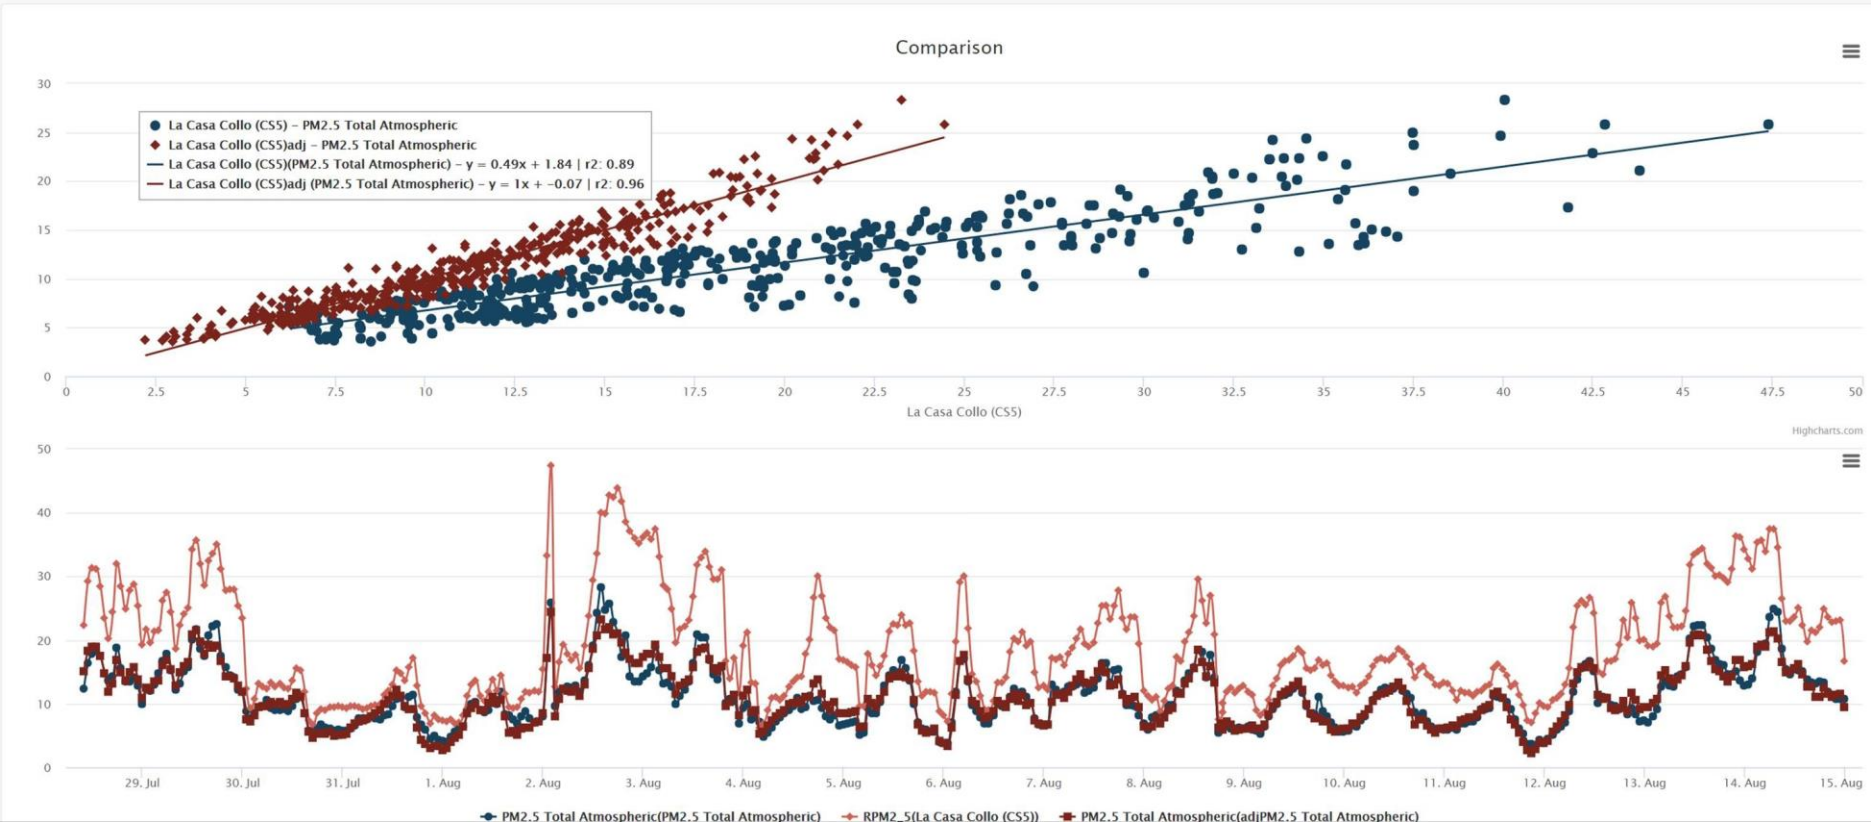 Comparison
30
25
20
15
10
5
0
La Casa Collo (CS5) – PM2.5 Total Atmospheric
La Casa Collo (CS5)adj – PM2.5 Total Atmospheric
La Casa Collo (CS5)(PM2.5 Total Atmospheric) – y = 0.49x + 1.84 | r2: 0.89
La Casa Collo (CS5)adj (PM2.5 Total Atmospheric) – y = 1x + −0.07 | r2: 0.96
0 2.5 5 7.5 10 12.5 15 17.5 20 22.5 25 27.5 30 32.5 35 37.5 40 42.5 45 47.5 50
La Casa Collo (CS5)
Highcharts.com
50
40
30
20
10
0
29. Jul 30. Jul 31. Jul 1. Aug 2. Aug 3. Aug 4. Aug 5. Aug 6. Aug 7. Aug 8. Aug 9. Aug 10. Aug 11. Aug 12. Aug 13. Aug 14. Aug 15. Aug
PM2.5 Total Atmospheric(PM2.5 Total Atmospheric) RPM2_5(La Casa Collo (CS5)) PM2.5 Total Atmospheric(adjPM2.5 Total Atmospheric)